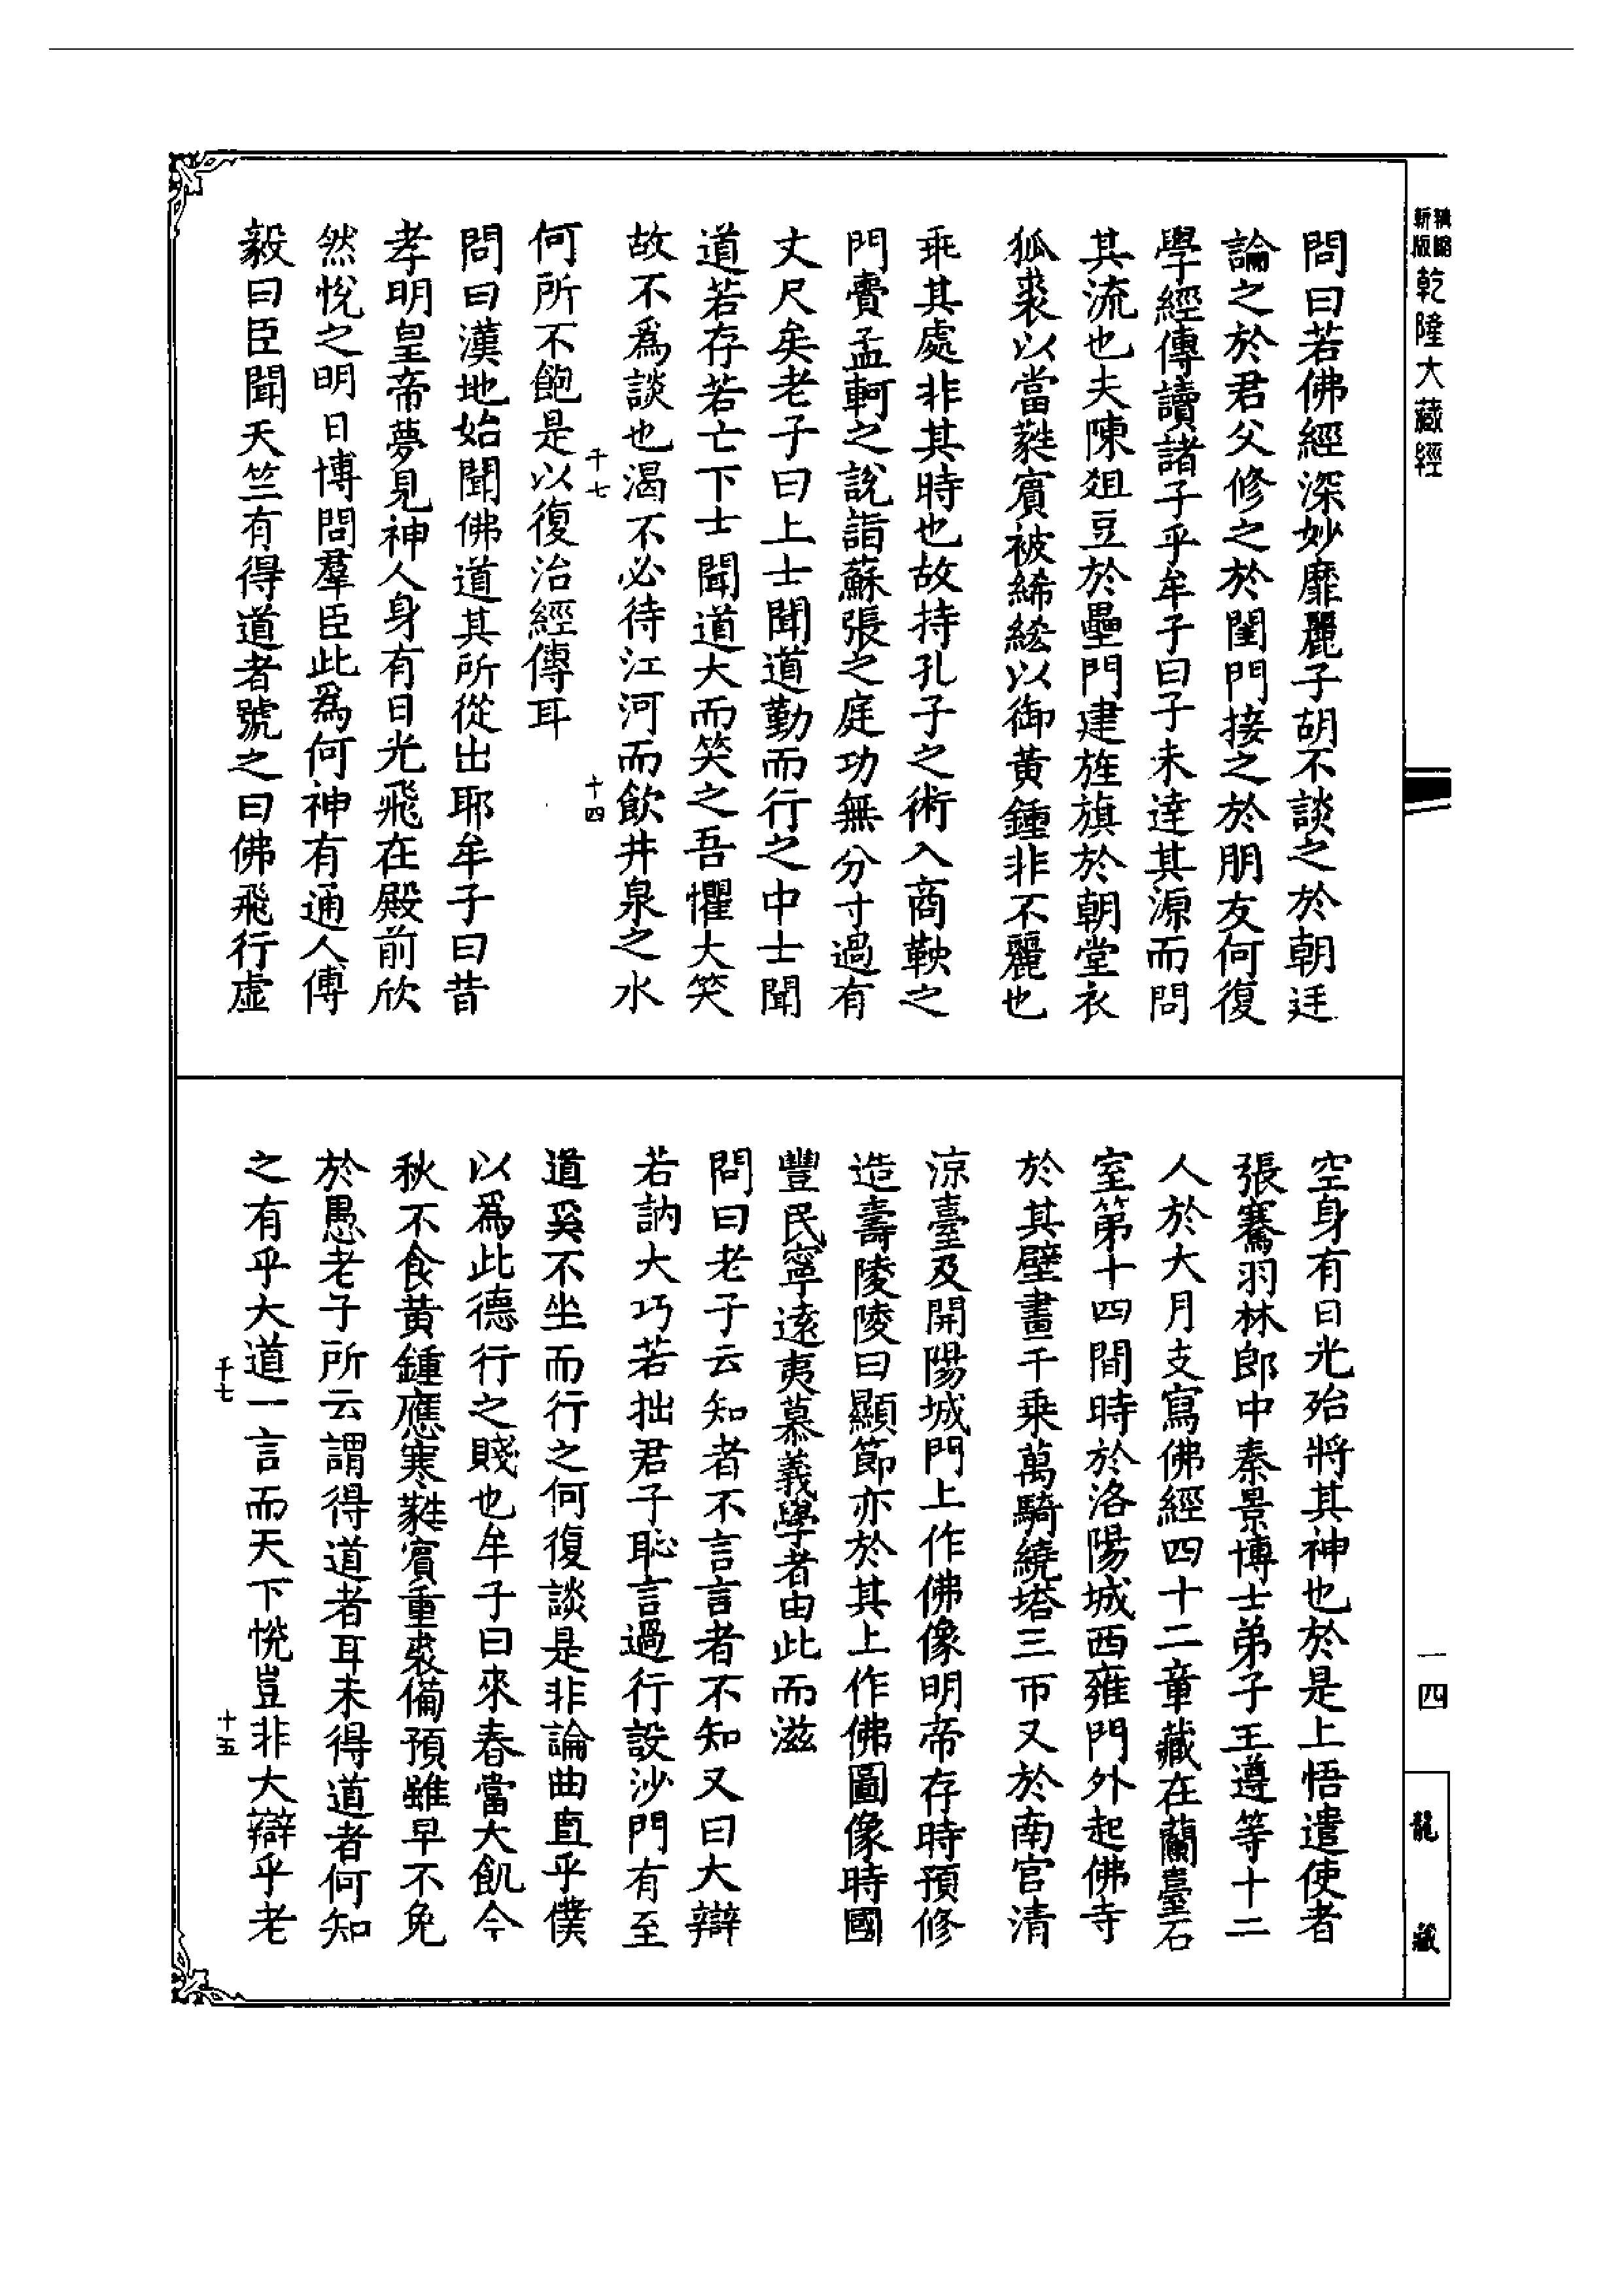 精縮新版
乾隆大藏經
一四
龍藏
問曰若佛經深妙靡麗子胡不談之於朝廷
論之於君父修之於閨門接之於朋友何復
學經傳讀諸子乎牟子曰子未達其源而問
其流也夫陳俎豆於壘門建旌旗於朝堂衣
狐裘以當蕤賓被絺綌以御黃鍾非不麗也
乖其處非其時也故持孔子之術入商鞅之
門賫孟軻之說詣蘇張之庭功無分寸過有
丈尺矣老子曰上士聞道勤而行之中士聞
道若存若亡下士聞道大而笑之吾懼大笑
故不為談也渴不必待江河而飲井泉之水
千七
十四
何所不飽是以復治經傳耳
問曰漢地始聞佛道其所從出耶牟子曰昔
孝明皇帝夢見神人身有日光飛在殿前欣
然悅之明日博問羣臣此為何神有通人傅
毅曰臣聞天竺有得道者號之曰佛飛行虛
空身有日光殆將其神也於是上悟遣使者
張騫羽林郎中秦景博士弟子王遵等十二
人於大月支寫佛經四十二章藏在蘭臺石
室第十四間時於洛陽城西雍門外起佛寺
於其壁畫千乘萬騎繞塔三帀又於南宮清
涼臺及開陽城門上作佛像明帝存時預修
造壽陵陵曰顯節亦於其上作佛圖像時國
豐民寧遠夷慕義學者由此而滋
問曰老子云知者不言言者不知又曰大辯
若訥大巧若拙君子恥言過行設沙門有至
道奚不坐而行之何復談是非論曲直乎僕
以為此德行之賤也牟子曰來春當大飢今
秋不食黃鍾應寒蕤賓重裘備預雖早不免
於愚老子所云謂得道者耳未得道者何知
之有乎大道一言而天下悅豈非大辯乎老
千七
十五